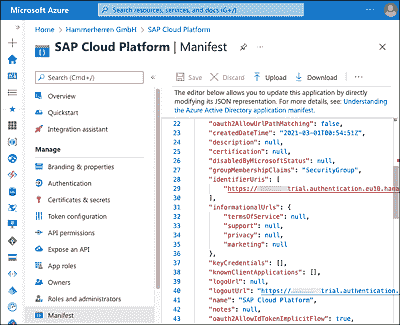 Microsoft Azure
Search resources, services, and docs (G+/)
Home > Hammerherren GmbH > SAP Cloud Platform
SAP Cloud Platform | Manifest
Search (Cmd+/)
Overview
Quickstart
Integration assistant
Manage
Branding & properties
Authentication
Certificates & secrets
Token configuration
API permissions
Expose an API
App roles
Owners
Roles and administrators
Manifest
Save
Discard
Upload
Download
The editor below allows you to update this application by directly
modifying its JSON representation. For more details, see: Understanding
the Azure Active Directory application manifest.
22 "oauth2AllowUrlPathMatching": false,
23 "createdDateTime": "2021-03-01T00:54:51Z",
24 "description": null,
25 "certification": null,
26 "disabledByMicrosoftStatus": null,
27 "groupMembershipClaims": "SecurityGroup",
28 "identifierUris": [
29 "https://trial.authentication.eu10.hana
30 ],
31 "informationalUrls": {
32 "termsOfService": null,
33 "support": null,
34 "privacy": null,
35 "marketing": null
36 },
37 "keyCredentials": [],
38 "knownClientApplications": [],
39 "logoUrl": null,
40 "logoutUrl": "https://trial.authentication.e
41 "name": "SAP Cloud Platform",
42 "notes": null,
43 "oauth2AllowIdTokenImplicitFlow": true,